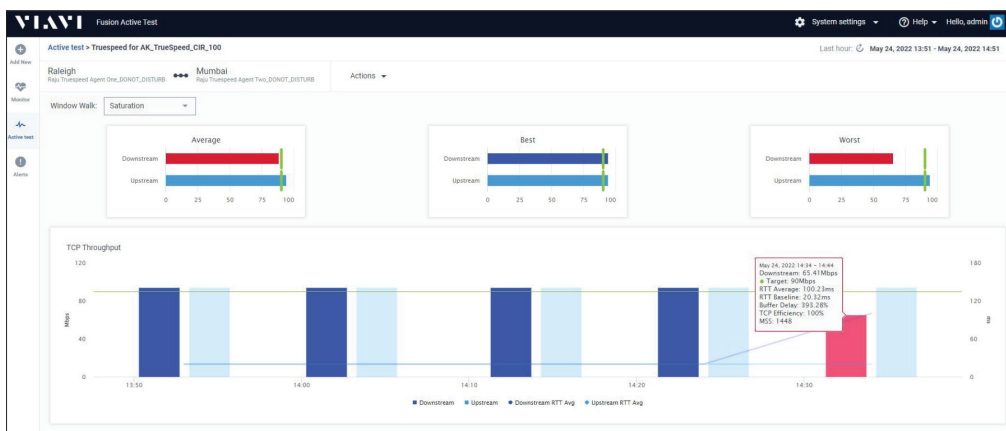 VIAVI Fusion Active Test System settings Help Hello, admin
Add New
Monitor
Active test
Alerts
Active test > Truespeed for AK_TrueSpeed_CIR_100 Last hour: May 24, 2022 13:51 - May 24, 2022 14:51
Raleigh Mumbai Actions
Raju Truespeed Agent One_DONOT_DISTURB Raju Truespeed Agent Two_DONOT_DISTURB
Window Walk: Saturation
Average
Downstream
Upstream
0 25 50 75 100
Best
Downstream
Upstream
0 25 50 75 100
Worst
Downstream
Upstream
0 25 50 75 100
TCP Throughput
120 180
80 120
40 60
0 0
Mbps
ms
May 24, 2022 14:34 - 14:44
Downstream: 65.41Mbps
Target: 90Mbps
RTT Average: 100.23ms
RTT Baseline: 20.32ms
Buffer Delay: 393.28%
TCP Efficiency: 100%
MSS: 1448
13:50 14:00 14:10 14:20 14:30
Downstream Upstream Downstream RTT Avg Upstream RTT Avg